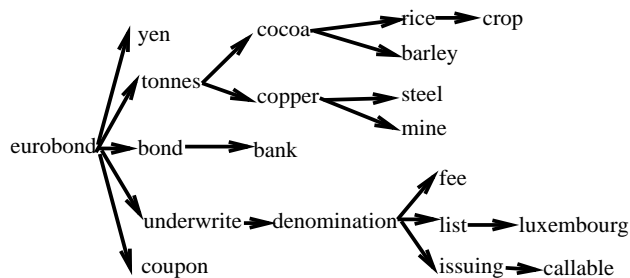 rice crop
cocoa
yen
barley
tonnes
copper steel
mine
eurobond bond bank
fee
underwrite denomination list luxembourg
coupon issuing callable